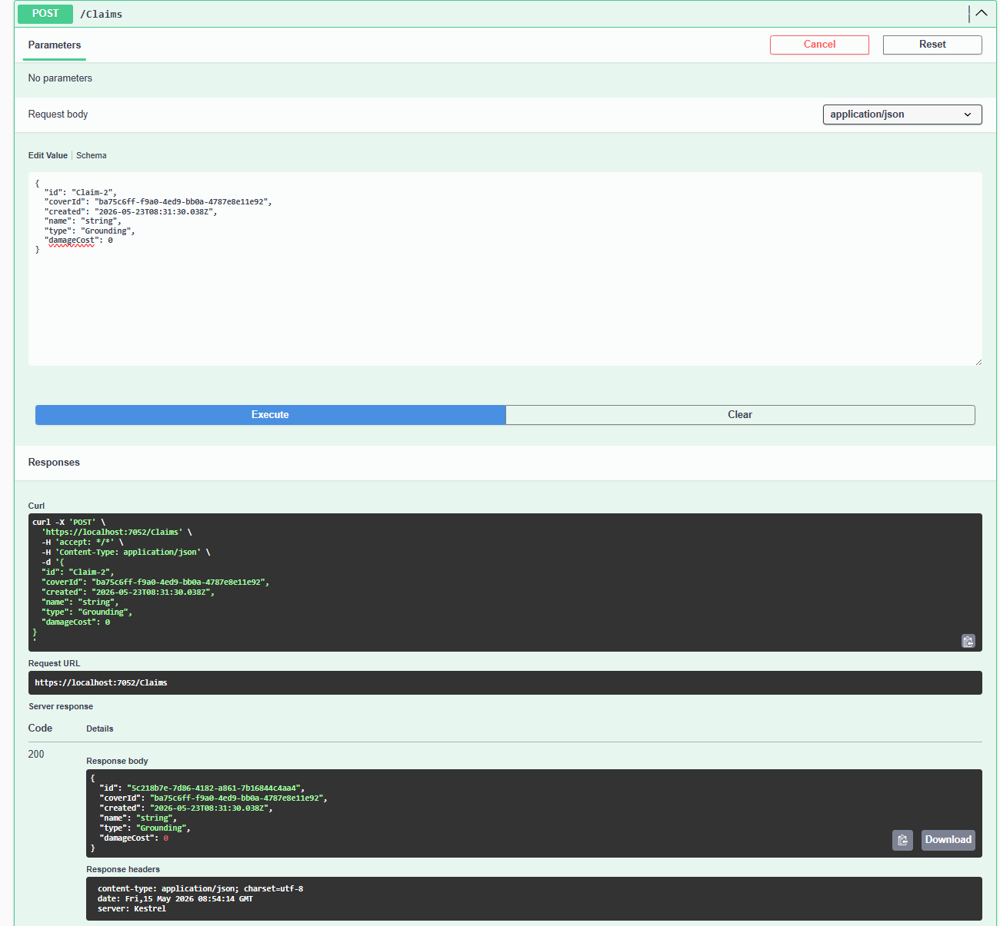 POST /Claims
Parameters
Cancel
Reset
No parameters
Request body
application/json
Edit Value | Schema
{
  "id": "Claim-2",
  "coverId": "ba75c6ff-f9a0-4ed9-bb0a-4787e8e11e92",
  "created": "2026-05-23T08:31:30.038Z",
  "name": "string",
  "type": "Grounding",
  "damageCost": 0
}
Execute
Clear
Responses
Curl
curl -X 'POST' \
  'https://localhost:7052/Claims' \
  -H 'accept: */*' \
  -H 'Content-Type: application/json' \
  -d '{
  "id": "Claim-2",
  "coverId": "ba75c6ff-f9a0-4ed9-bb0a-4787e8e11e92",
  "created": "2026-05-23T08:31:30.038Z",
  "name": "string",
  "type": "Grounding",
  "damageCost": 0
}
'
Request URL
https://localhost:7052/Claims
Server response
Code
Details
200
Response body
{
  "id": "5c218b7e-7d86-4182-a861-7b16844c4aa4",
  "coverId": "ba75c6ff-f9a0-4ed9-bb0a-4787e8e11e92",
  "created": "2026-05-23T08:31:30.038Z",
  "name": "string",
  "type": "Grounding",
  "damageCost": 0
}
Download
Response headers
content-type: application/json; charset=utf-8
date: Fri,15 May 2026 08:54:14 GMT
server: Kestrel